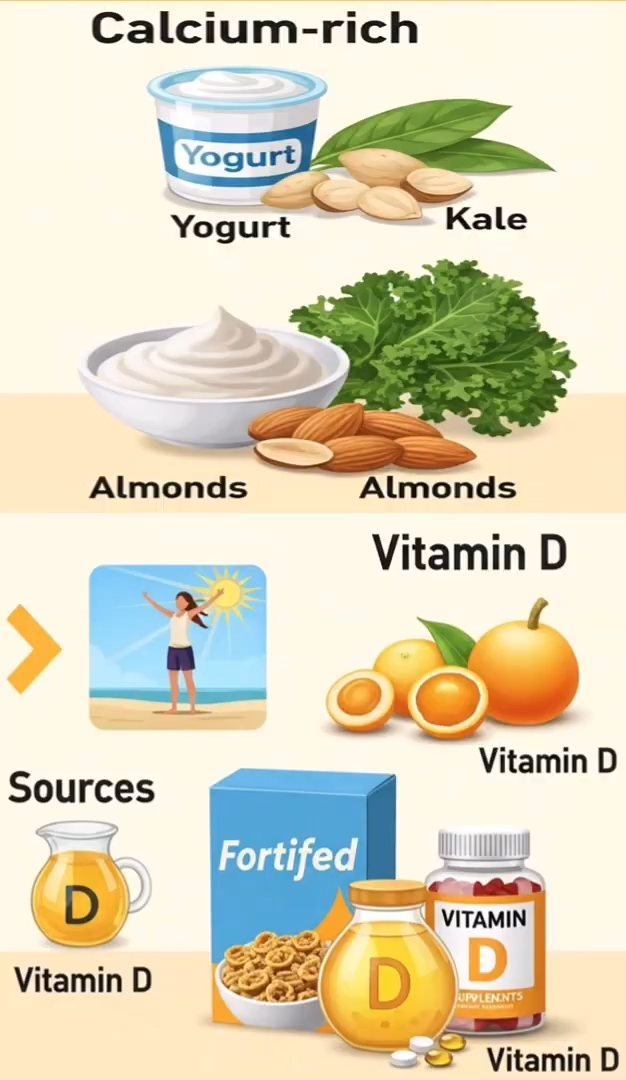 Calcium-rich
Yogurt
Yogurt
Kale
Almonds
Almonds
Vitamin D
Vitamin D
Sources
D
Vitamin D
Fortifed
D
VITAMIN
D
Vitamin D